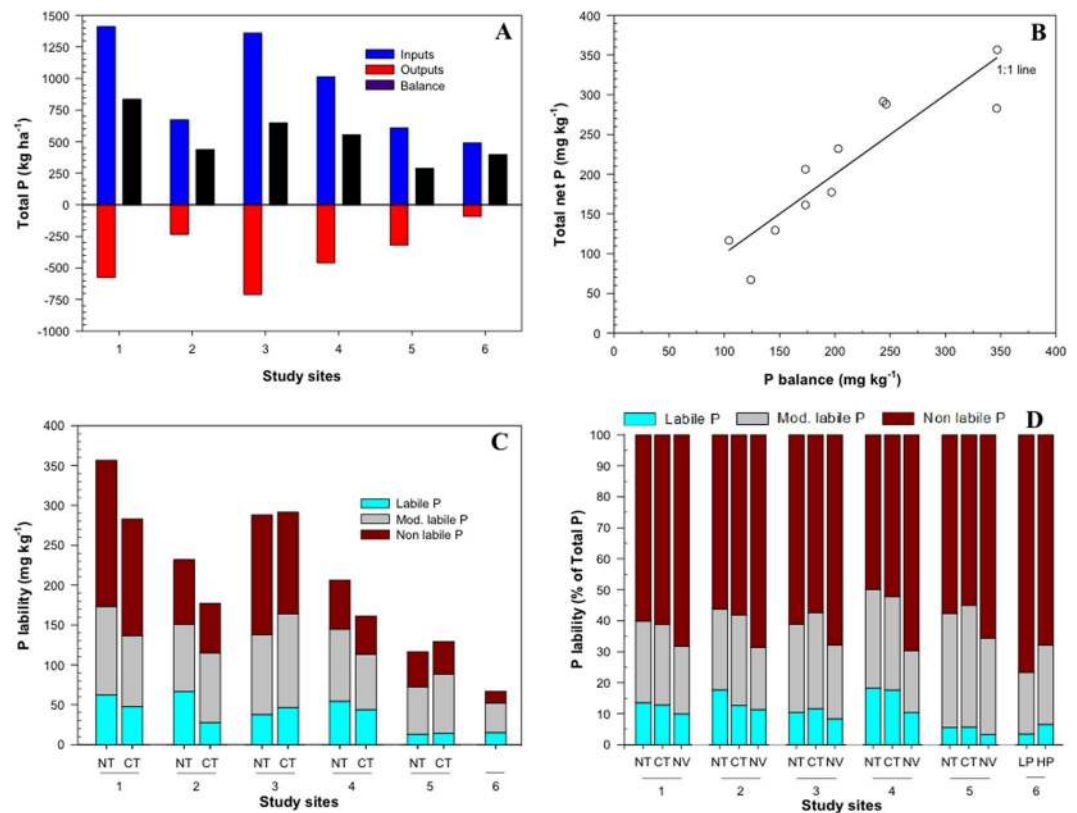 A
1500
1250
1000
750
500
250
0
-250
-500
-750
-1000
Total P (kg ha⁻¹)
Inputs
Outputs
Balance
1 2 3 4 5 6
Study sites
B
400
350
300
250
200
150
100
50
0
Total net P (mg kg⁻¹)
1:1 line
0 50 100 150 200 250 300 350 400
P balance (mg kg⁻¹)
C
400
350
300
250
200
150
100
50
0
P lability (mg kg⁻¹)
Labile P
Mod. labile P
Non labile P
NT CT NT CT NT CT NT CT NT CT
1 2 3 4 5 6
Study sites
Labile P Mod. labile P Non labile P
D
100
90
80
70
60
50
40
30
20
10
0
P lability (% of Total P)
NT CT NV NT CT NV NT CT NV NT CT NV NT CT NV LP HP
1 2 3 4 5 6
Study sites